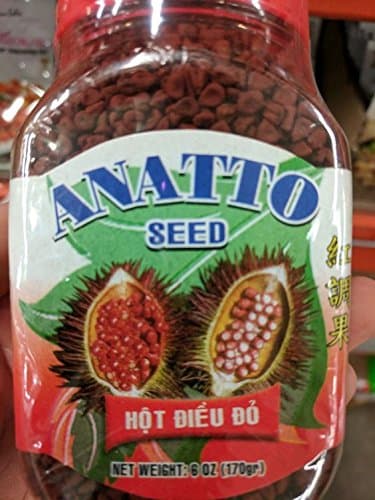 ANATTO
SEED
紅調果
HỘT ĐIỀU ĐỎ
NET WEIGHT: 6 OZ (170gr.)